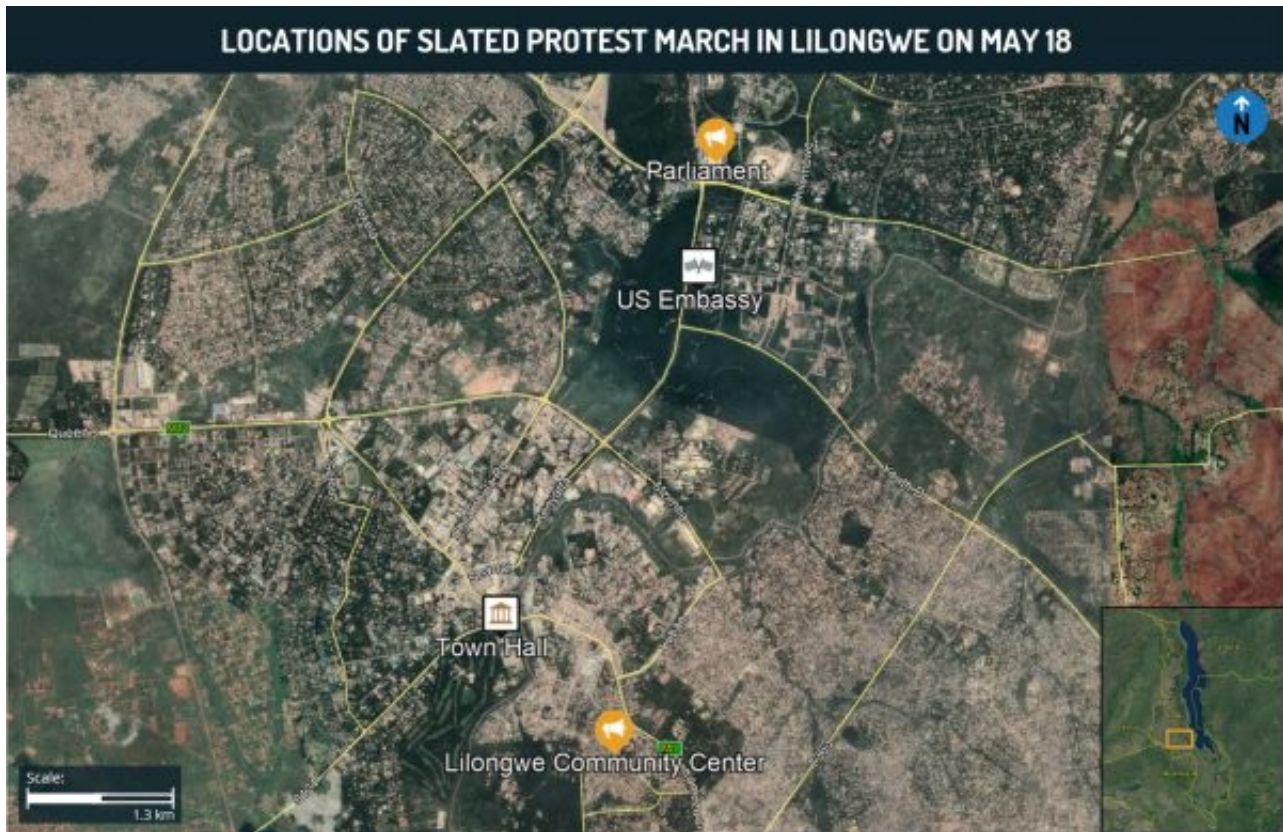 LOCATIONS OF SLATED PROTEST MARCH IN LILONGWE ON MAY 18
N
Parliament
US Embassy
Town Hall
Lilongwe Community Center
Scale:
1.3 km